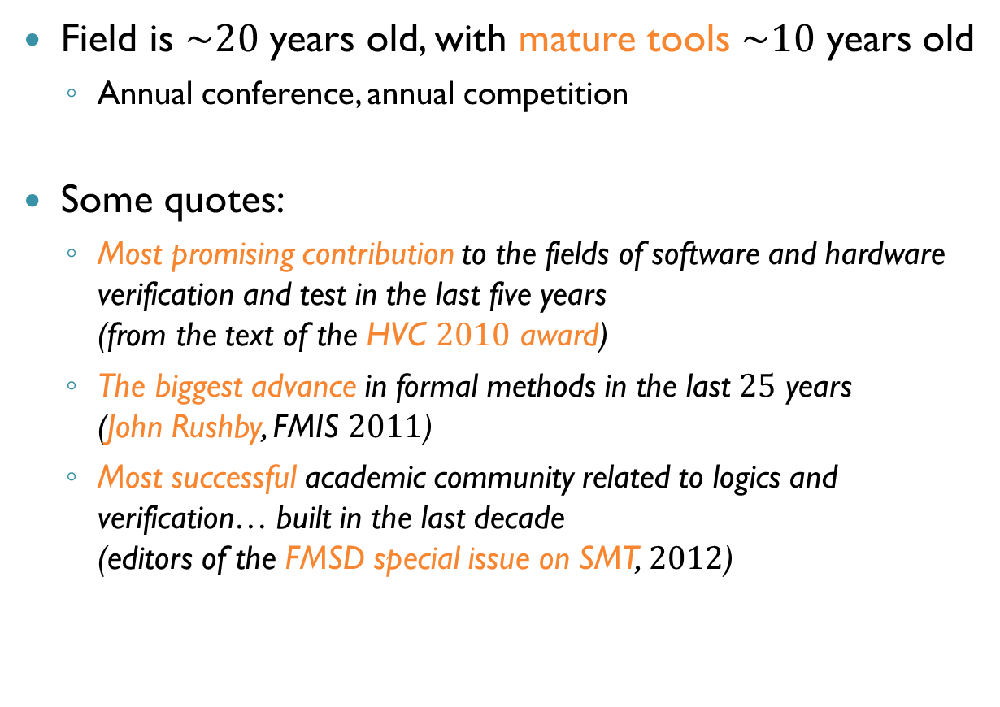 • Field is ~20 years old, with mature tools ~10 years old
◦ Annual conference, annual competition
• Some quotes:
◦ Most promising contribution to the fields of software and hardware
verification and test in the last five years
(from the text of the HVC 2010 award)
◦ The biggest advance in formal methods in the last 25 years
(John Rushby, FMIS 2011)
◦ Most successful academic community related to logics and
verification… built in the last decade
(editors of the FMSD special issue on SMT, 2012)